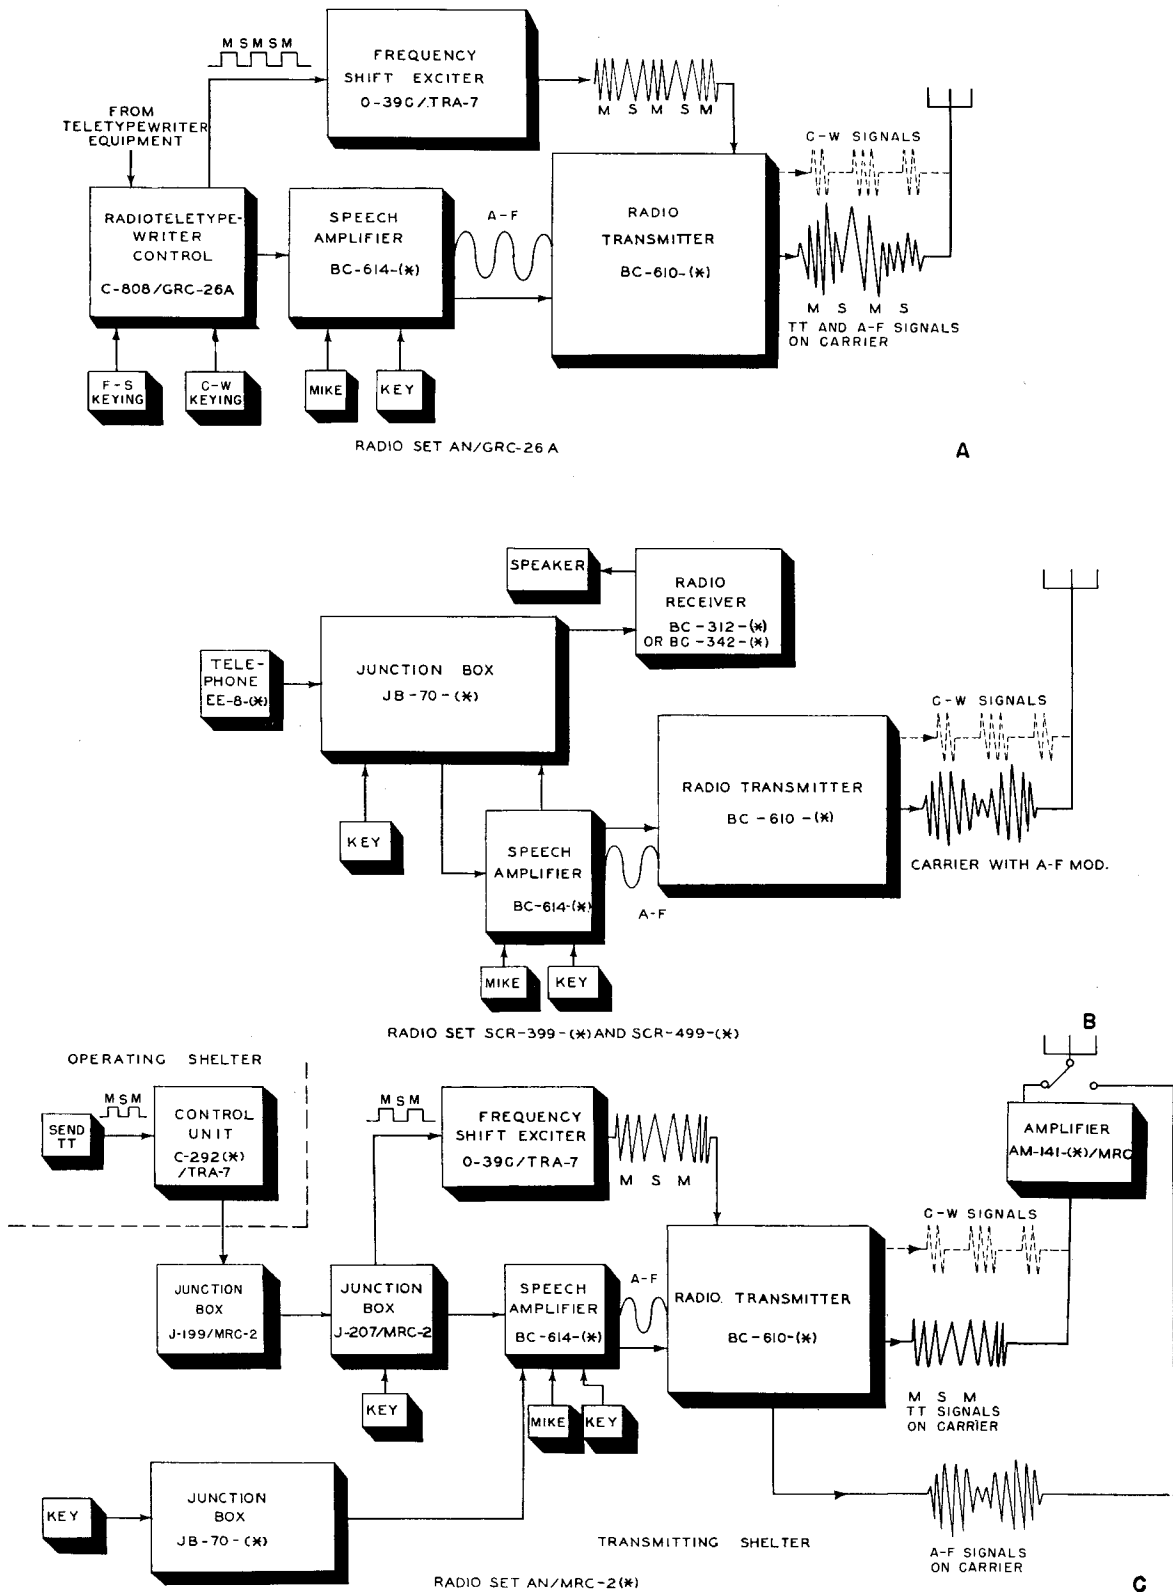 M S M S M
FREQUENCY
SHIFT EXCITER
O-39C/TRA-7
M S M S M
FROM
TELETYPEWRITER
EQUIPMENT
C-W SIGNALS
RADIOTELETYPE-
WRITER
CONTROL
C-808/GRC-26A
SPEECH
AMPLIFIER
BC-614-(*)
A-F
RADIO
TRANSMITTER
BC-610-(*)
M S M S
TT AND A-F SIGNALS
ON CARRIER
F-S
KEYING
C-W
KEYING
MIKE
KEY
RADIO SET AN/GRC-26A
A
SPEAKER
RADIO
RECEIVER
BC-312-(*)
OR BC-342-(*)
TELE-
PHONE
EE-8-(*)
JUNCTION BOX
JB-70-(*)
C-W SIGNALS
RADIO TRANSMITTER
BC-610-(*)
KEY
SPEECH
AMPLIFIER
BC-614-(*)
A-F
CARRIER WITH A-F MOD.
MIKE
KEY
RADIO SET SCR-399-(*) AND SCR-499-(*)
B
OPERATING SHELTER
M S M
SEND
TT
CONTROL
UNIT
C-292(*)
/TRA-7
M S M
FREQUENCY
SHIFT EXCITER
O-39C/TRA-7
M S M
AMPLIFIER
AM-141-(*)/MRC
C-W SIGNALS
JUNCTION
BOX
J-199/MRC-2
JUNCTION
BOX
J-207/MRC-2
SPEECH
AMPLIFIER
BC-614-(*)
A-F
RADIO TRANSMITTER
BC-610-(*)
KEY
MIKE
KEY
M S M
TT SIGNALS
ON CARRIER
KEY
JUNCTION
BOX
JB-70-(*)
TRANSMITTING SHELTER
A-F SIGNALS
ON CARRIER
RADIO SET AN/MRC-2(*)
C